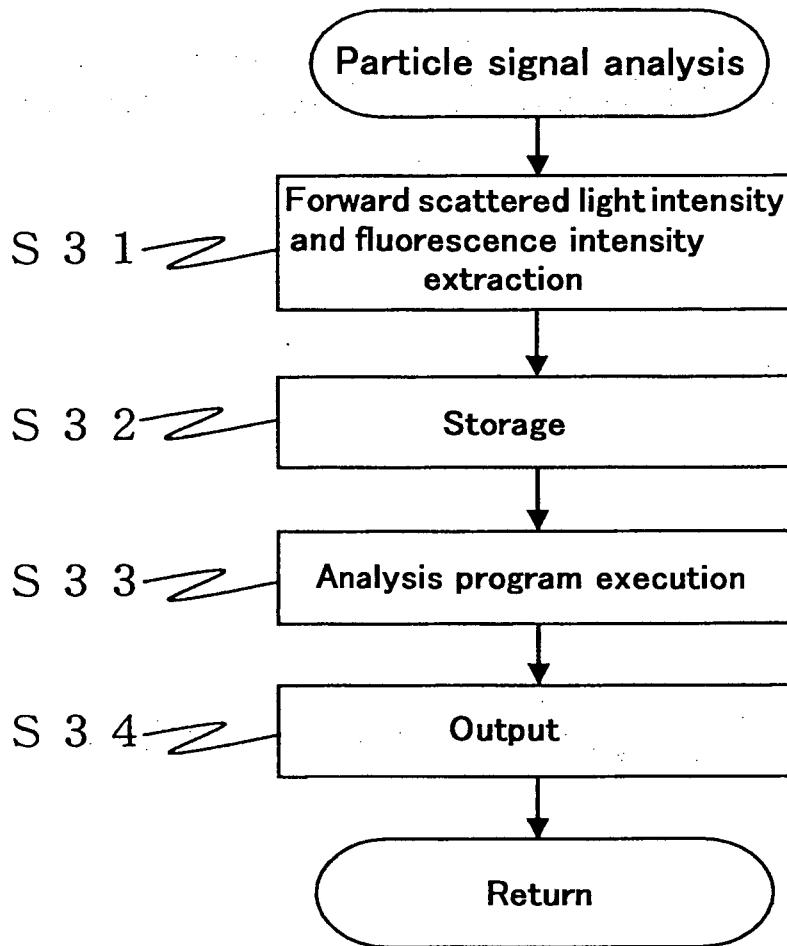 Particle signal analysis
Forward scattered light intensity
and fluorescence intensity
extraction
S 3 1
Storage
S 3 2
Analysis program execution
S 3 3
Output
S 3 4
Return